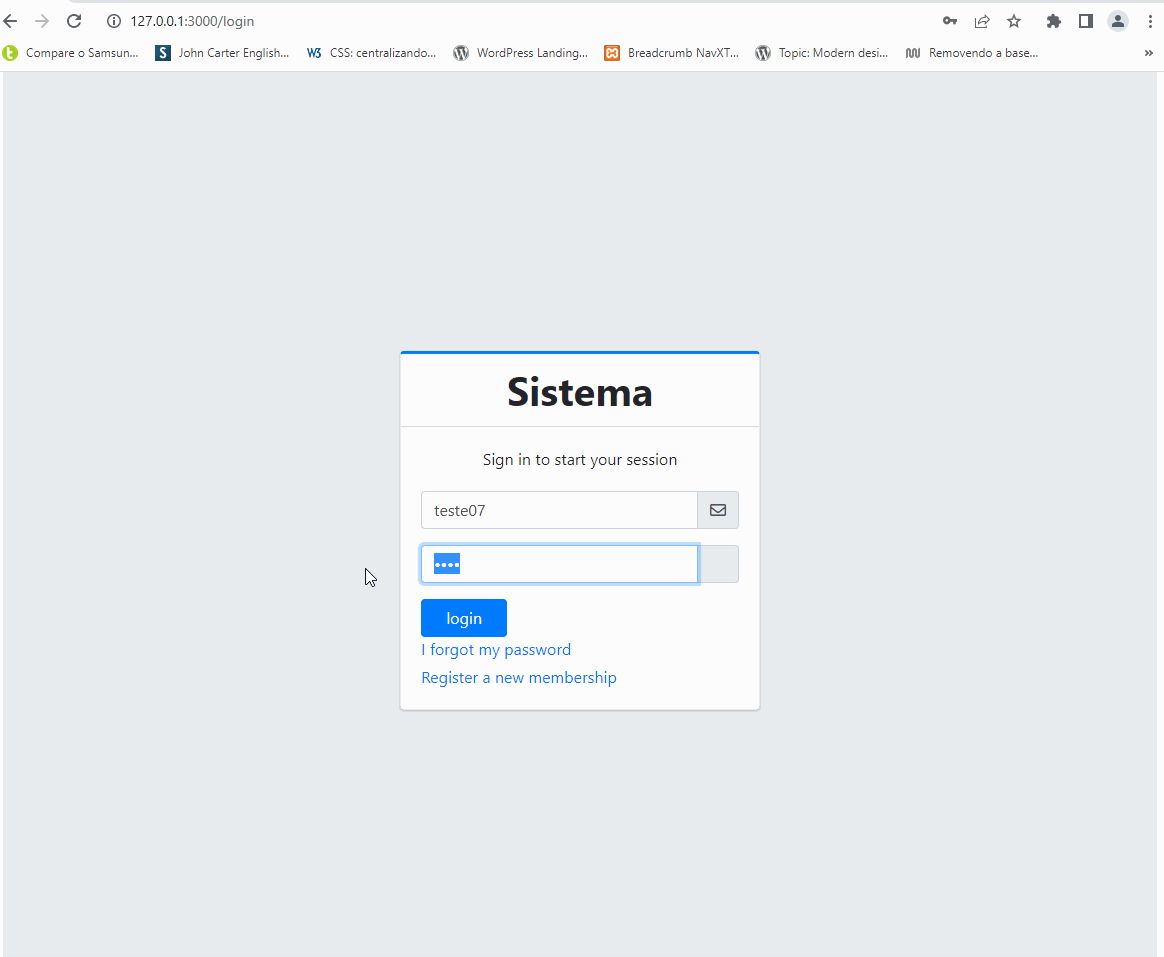 127.0.0.1:3000/login
Compare o Samsun... S John Carter English... W3 CSS: centralizando... WordPress Landing... Breadcrumb NavXT... Topic: Modern desi... Removendo a base... »
Sistema
Sign in to start your session
teste07
••••
login
I forgot my password
Register a new membership